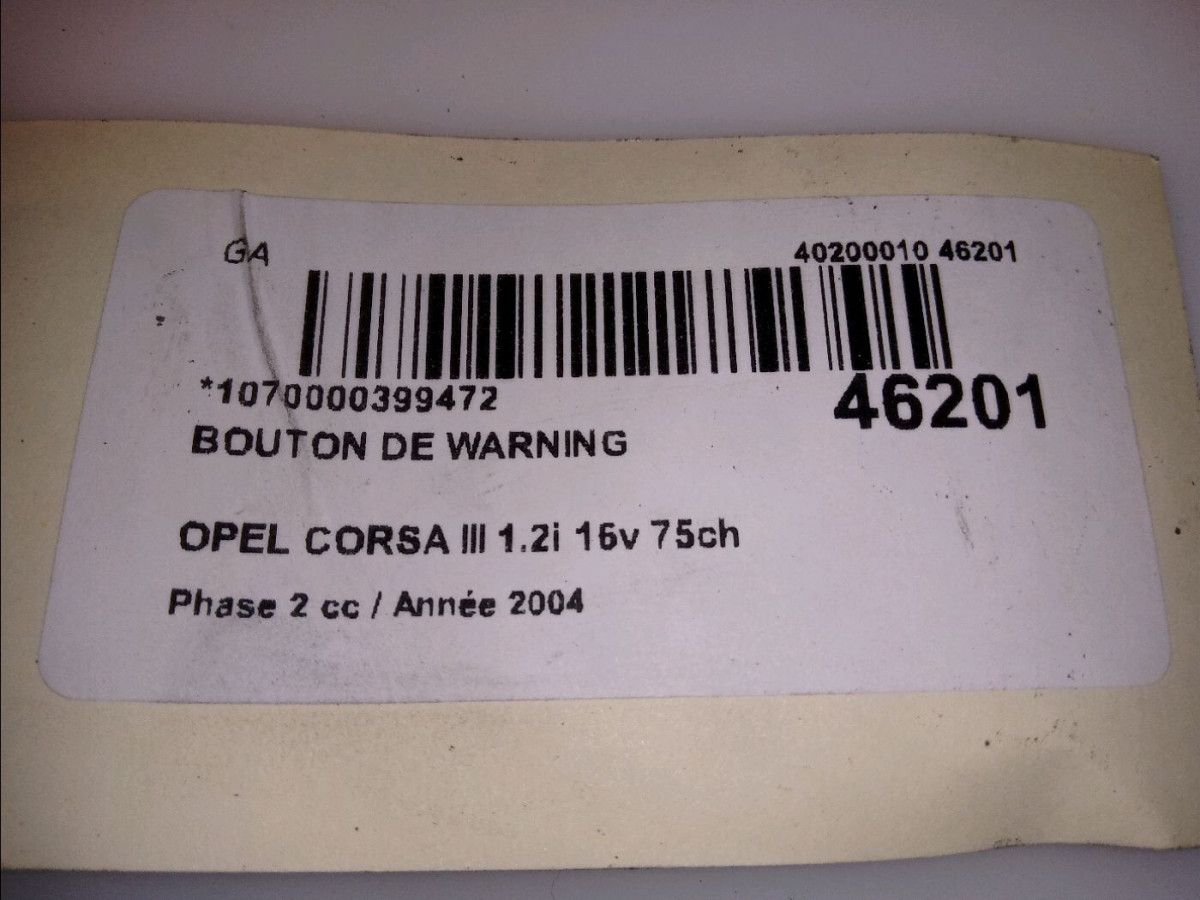 GA 40200010 46201
*1070000399472 46201
BOUTON DE WARNING
OPEL CORSA III 1.2i 16v 75ch
Phase 2 cc / Année 2004